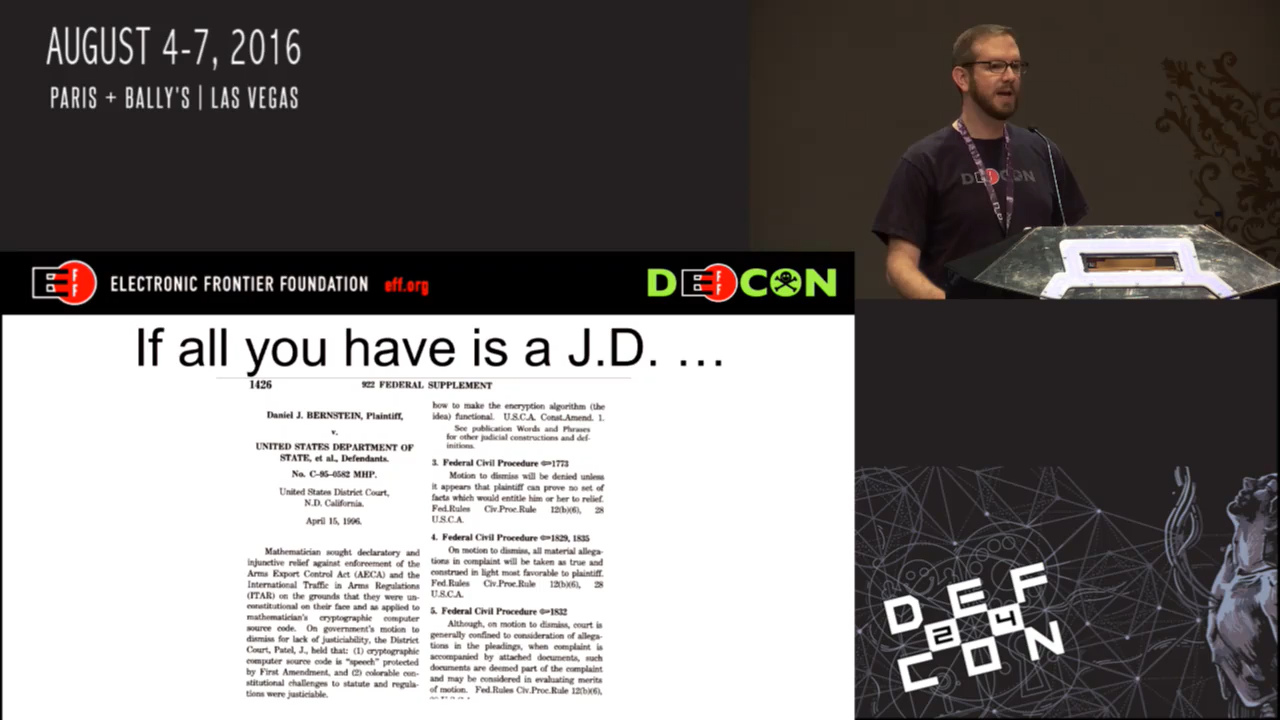 AUGUST 4-7, 2016
PARIS + BALLY'S | LAS VEGAS
DEFCON
EFF ELECTRONIC FRONTIER FOUNDATION eff.org
DEFCON
If all you have is a J.D. …
1426 922 FEDERAL SUPPLEMENT
Daniel J. BERNSTEIN, Plaintiff,
v.
UNITED STATES DEPARTMENT OF
STATE, et al., Defendants.
No. C-95-0582 MHP.
United States District Court,
N.D. California.
April 15, 1996.
Mathematician sought declaratory and
injunctive relief against enforcement of the
Arms Export Control Act (AECA) and the
International Traffic in Arms Regulations
(ITAR) on the grounds that they were un-
constitutional on their face and as applied to
mathematician's cryptographic computer
source code. On government's motion to
dismiss for lack of justiciability, the District
Court, Patel, J., held that: (1) cryptographic
computer source code is "speech" protected
by First Amendment, and (2) colorable con-
stitutional challenges to statute and regula-
tions were justiciable.
how to make the encryption algorithm (the
idea) functional. U.S.C.A. Const.Amend. 1.
See publication Words and Phrases
for other judicial constructions and def-
initions.
3. Federal Civil Procedure ⚷1773
Motion to dismiss will be denied unless
it appears that plaintiff can prove no set of
facts which would entitle him or her to relief.
Fed.Rules Civ.Proc.Rule 12(b)(6), 28
U.S.C.A.
4. Federal Civil Procedure ⚷1829, 1835
On motion to dismiss, all material allega-
tions in complaint will be taken as true and
construed in light most favorable to plaintiff.
Fed.Rules Civ.Proc.Rule 12(b)(6), 28
U.S.C.A.
5. Federal Civil Procedure ⚷1832
Although, on motion to dismiss, court is
generally confined to consideration of allega-
tions in the pleadings, when complaint is
accompanied by attached documents, such
documents are deemed part of the complaint
and may be considered in evaluating merits
of motion. Fed.Rules Civ.Proc.Rule 12(b)(6),
DEF
24
CON